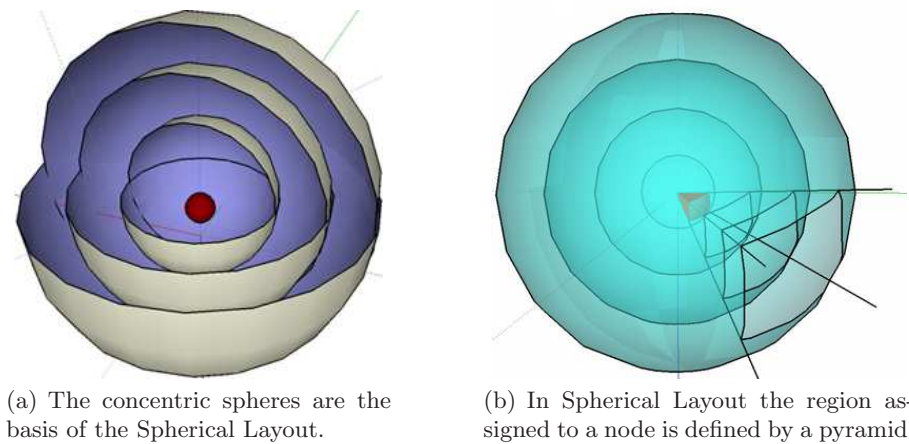 (a) The concentric spheres are the
basis of the Spherical Layout.
(b) In Spherical Layout the region as-
signed to a node is defined by a pyramid